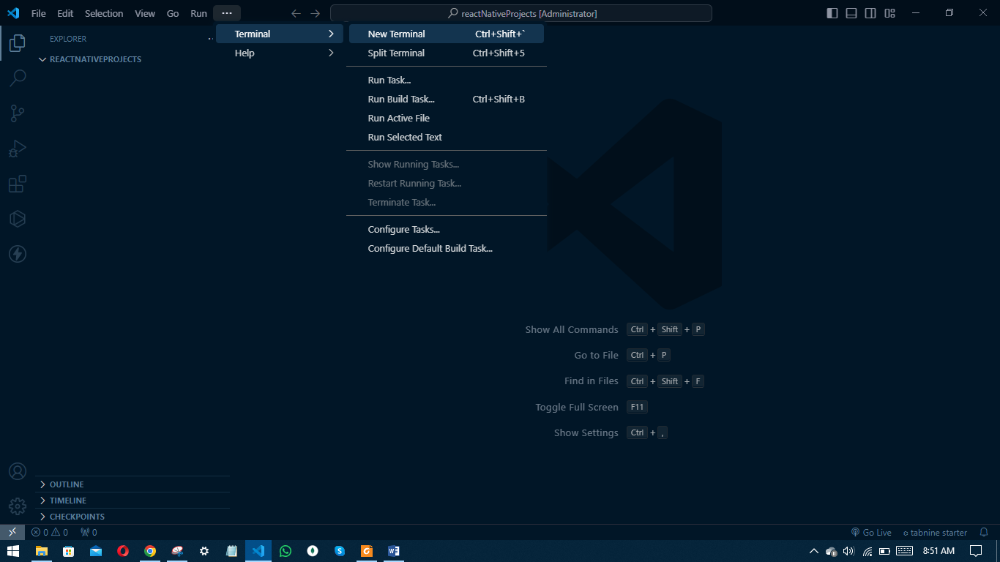 File Edit Selection View Go Run ··· reactNativeProjects [Administrator]
EXPLORER
REACTNATIVEPROJECTS
Terminal
Help
New Terminal Ctrl+Shift+`
Split Terminal Ctrl+Shift+5
Run Task...
Run Build Task... Ctrl+Shift+B
Run Active File
Run Selected Text
Show Running Tasks...
Restart Running Task...
Terminate Task...
Configure Tasks...
Configure Default Build Task...
Show All Commands Ctrl + Shift + P
Go to File Ctrl + P
Find in Files Ctrl + Shift + F
Toggle Full Screen F11
Show Settings Ctrl + ,
OUTLINE
TIMELINE
CHECKPOINTS
0 0 0 Go Live tabnine starter
8:51 AM